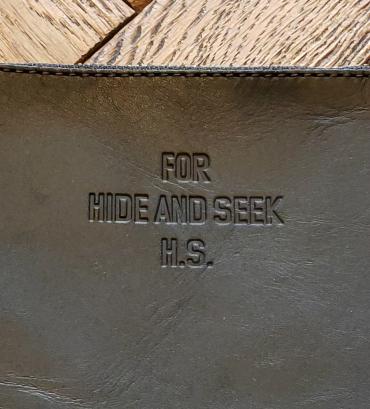 FOR
HIDE AND SEEK
H.S.